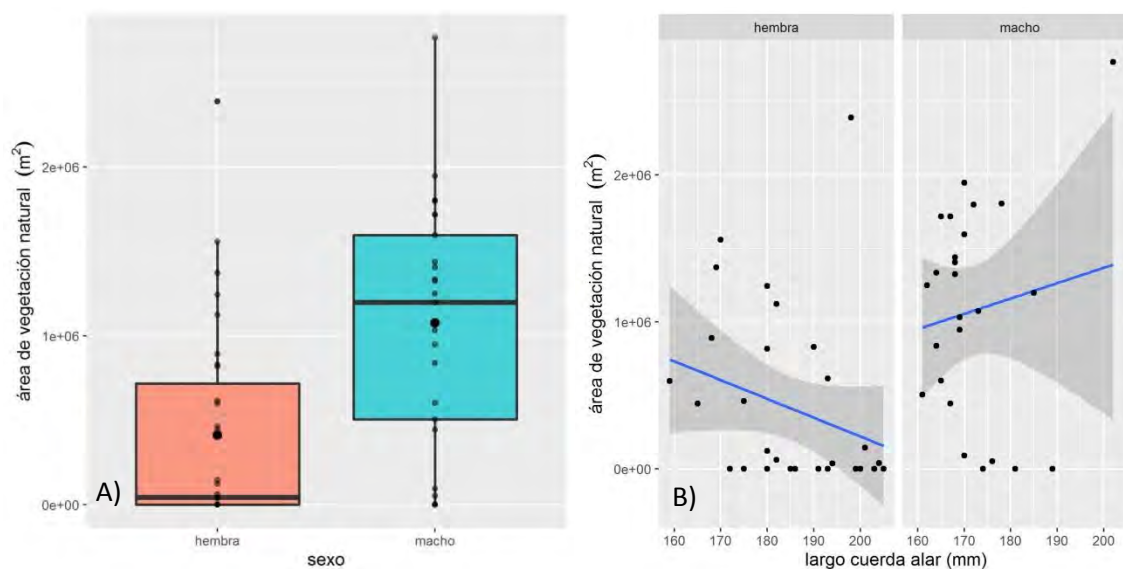 área de vegetación natural (m²)
2e+06
1e+06
0e+00
A)
hembra
macho
sexo
hembra
macho
área de vegetación natural (m²)
2e+06
1e+06
0e+00
B)
160 170 180 190 200 160 170 180 190 200
largo cuerda alar (mm)